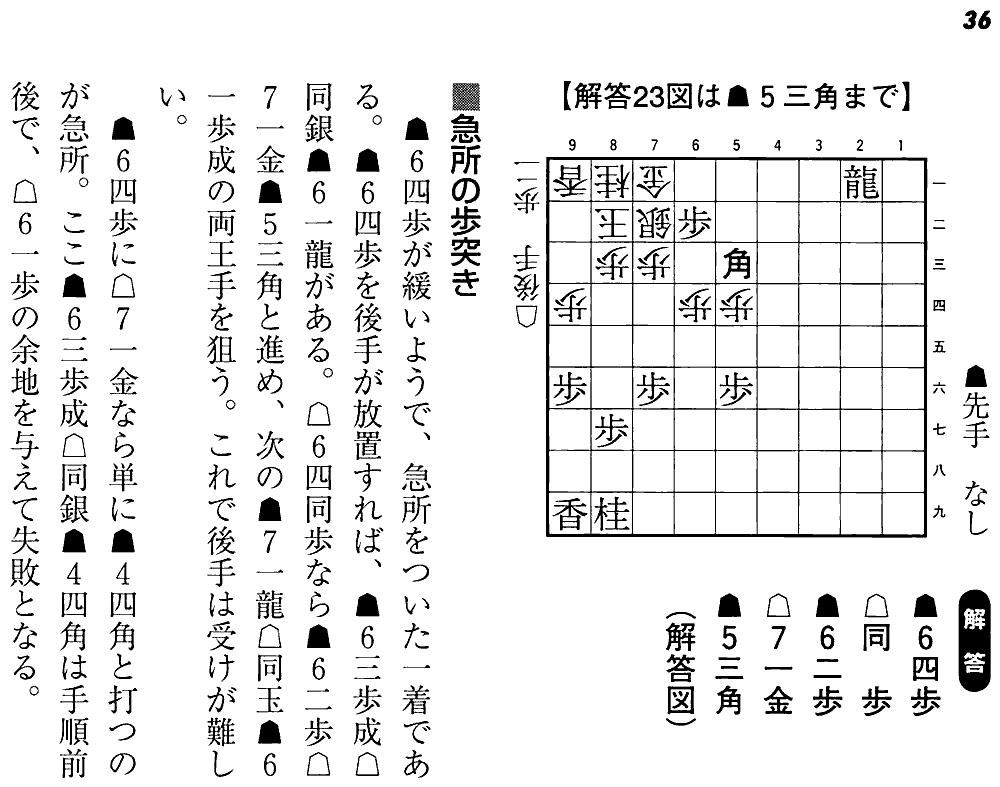 36
解答
☗6四歩
☖同 歩
☗6二歩
☖7一金
☗5三角
（解答図）
【解答23図は☗5三角まで】
9 8 7 6 5 4 3 2 1
香 桂 金 龍 一
王 銀 歩 二
歩 歩 角 三
歩 歩 歩 四
五
歩 歩 歩 六
歩 七
八
香 桂 九
☗先手 なし
☖後手 歩二
■急所の歩突き
☗6四歩が緩いようで、急所をついた一着であ
る。☗6四歩を後手が放置すれば、☗6三歩成☖
同銀☗6一龍がある。☖6四同歩なら☗6二歩☖
7一金☗5三角と進め、次の☗7一龍☖同玉☗6
一歩成の両王手を狙う。これで後手は受けが難し
い。
☗6四歩に☖7一金なら単に☗4四角と打つの
が急所。ここ☗6三歩成☖同銀☗4四角は手順前
後で、☖6一歩の余地を与えて失敗となる。